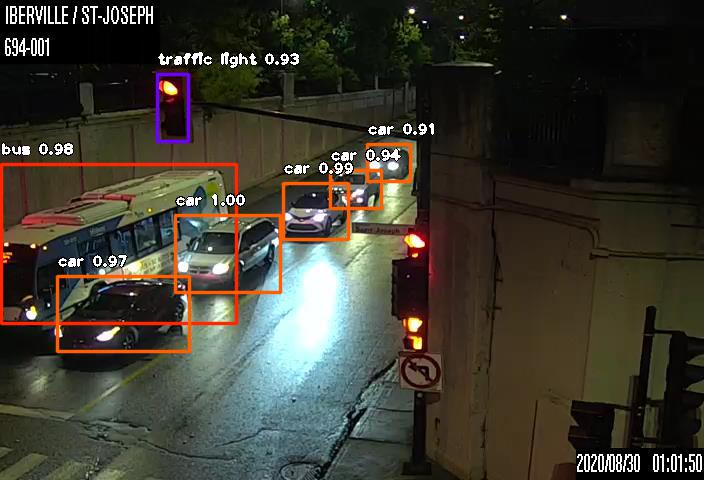 IBERVILLE / ST-JOSEPH
694-001
traffic light 0.93
car 0.91
bus 0.98
car 0.94
car 0.99
car 1.00
car 0.97
2020/08/30 01:01:50